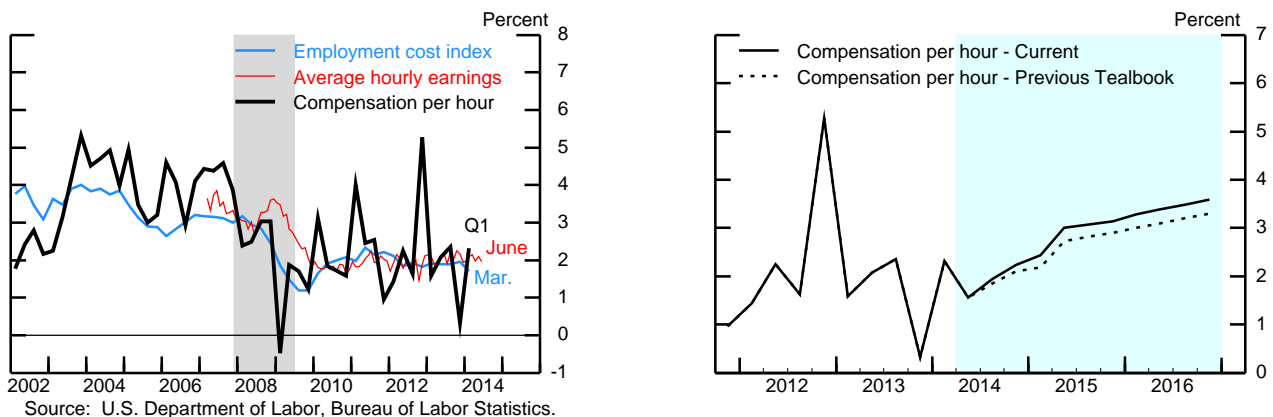 Percent
8
7
6
5
4
3
2
1
0
-1
Employment cost index
Average hourly earnings
Compensation per hour
Q1
June
Mar.
2002 2004 2006 2008 2010 2012 2014
Source: U.S. Department of Labor, Bureau of Labor Statistics.
Percent
7
6
5
4
3
2
1
0
Compensation per hour - Current
Compensation per hour - Previous Tealbook
2012 2013 2014 2015 2016